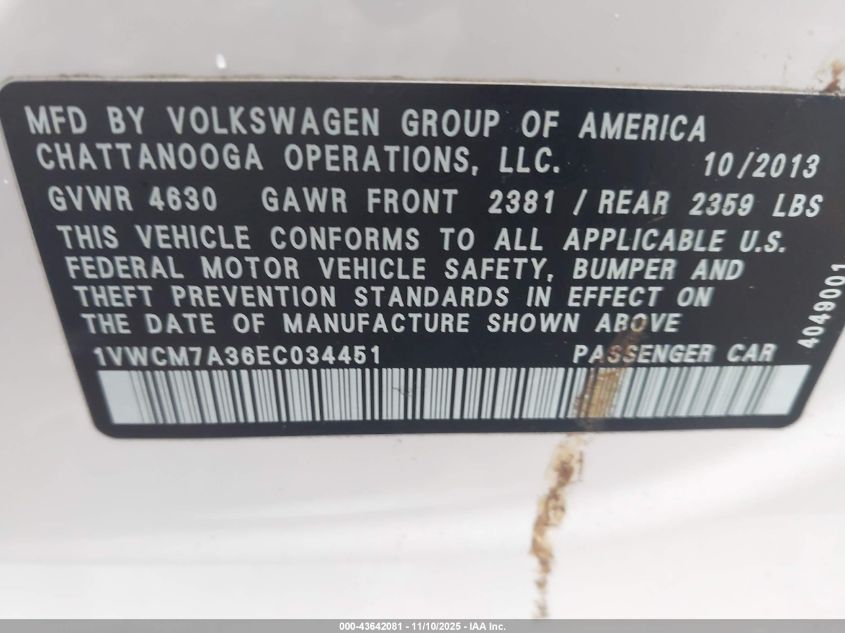 MFD BY VOLKSWAGEN GROUP OF AMERICA
CHATTANOOGA OPERATIONS, LLC. 10/2013
GVWR 4630 GAWR FRONT 2381 / REAR 2359 LBS
THIS VEHICLE CONFORMS TO ALL APPLICABLE U.S.
FEDERAL MOTOR VEHICLE SAFETY, BUMPER AND
THEFT PREVENTION STANDARDS IN EFFECT ON
THE DATE OF MANUFACTURE SHOWN ABOVE
1VWCM7A36EC034451 PASSENGER CAR
4049001
000-43642081 - 11/10/2025 - IAA Inc.